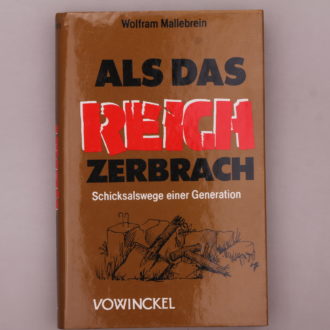 Wolfram Mallebrein
ALS DAS
REICH
ZERBRACH
Schicksalswege einer Generation
VOWINCKEL